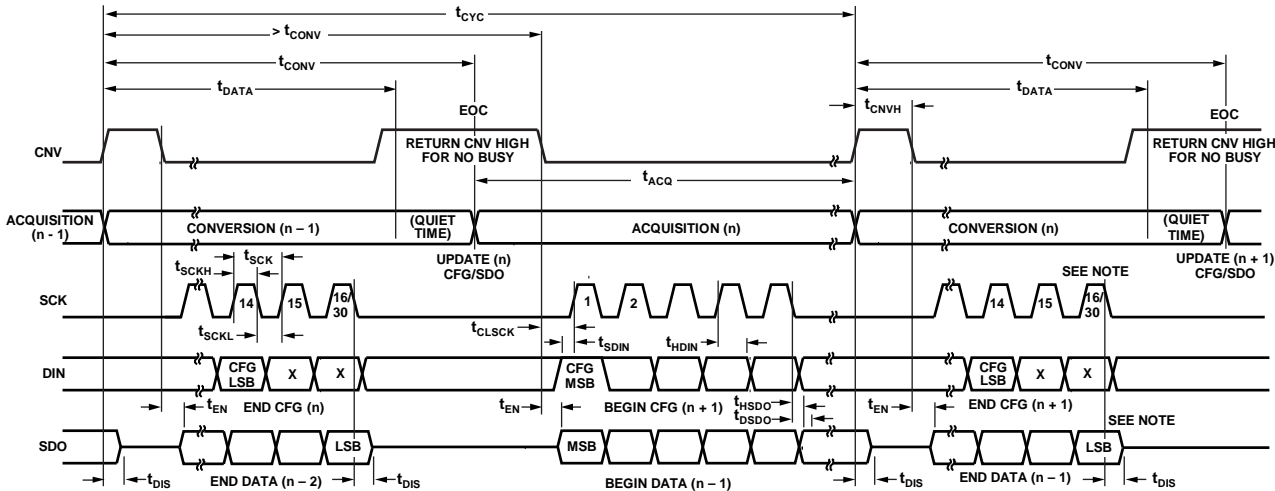 tCYC
> tCONV
tCONV
tCONV
tDATA
tDATA
EOC
tCNVH
EOC
CNV
RETURN CNV HIGH
FOR NO BUSY
RETURN CNV HIGH
FOR NO BUSY
tACQ
ACQUISITION
(n - 1)
CONVERSION (n – 1)
(QUIET
TIME)
ACQUISITION (n)
CONVERSION (n)
(QUIET
TIME)
UPDATE (n)
CFG/SDO
UPDATE (n + 1)
CFG/SDO
tSCK
tSCKH
SEE NOTE
SCK
14
15
16/
30
1
2
14
15
16/
30
tSCKL
tCLSCK
tSDIN
tHDIN
DIN
CFG
LSB
X
X
CFG
MSB
CFG
LSB
X
X
tEN
END CFG (n)
tEN
BEGIN CFG (n + 1)
tHSDO
tDSDO
tEN
END CFG (n + 1)
SEE NOTE
SDO
LSB
MSB
LSB
tDIS
END DATA (n – 2)
tDIS
BEGIN DATA (n – 1)
tDIS
END DATA (n – 1)
tDIS